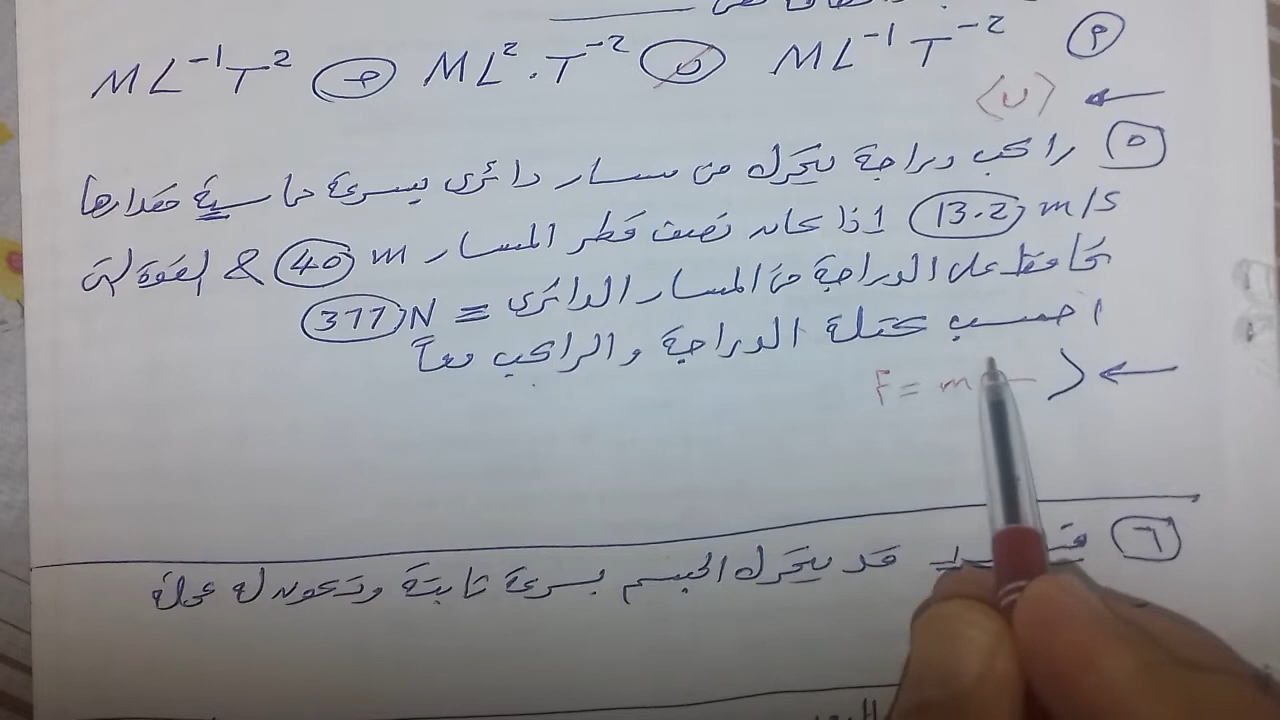 أ ML⁻¹T⁻² ب ML².T⁻² ج ML⁻¹T²
← (ب)
٥ راكب دراجة يتحرك في مسار دائري بسرعة مماسية مقدارها
13.2 m/s إذا كان نصف قطر المسار 40 m & القوة التي
تحافظ على الدراجة في المسار الدائري = 377 N
احسب كتلة الدراجة والراكب معاً
← F = m
٦ قد يتحرك الجسم بسرعة ثابتة وتكون له عجلة